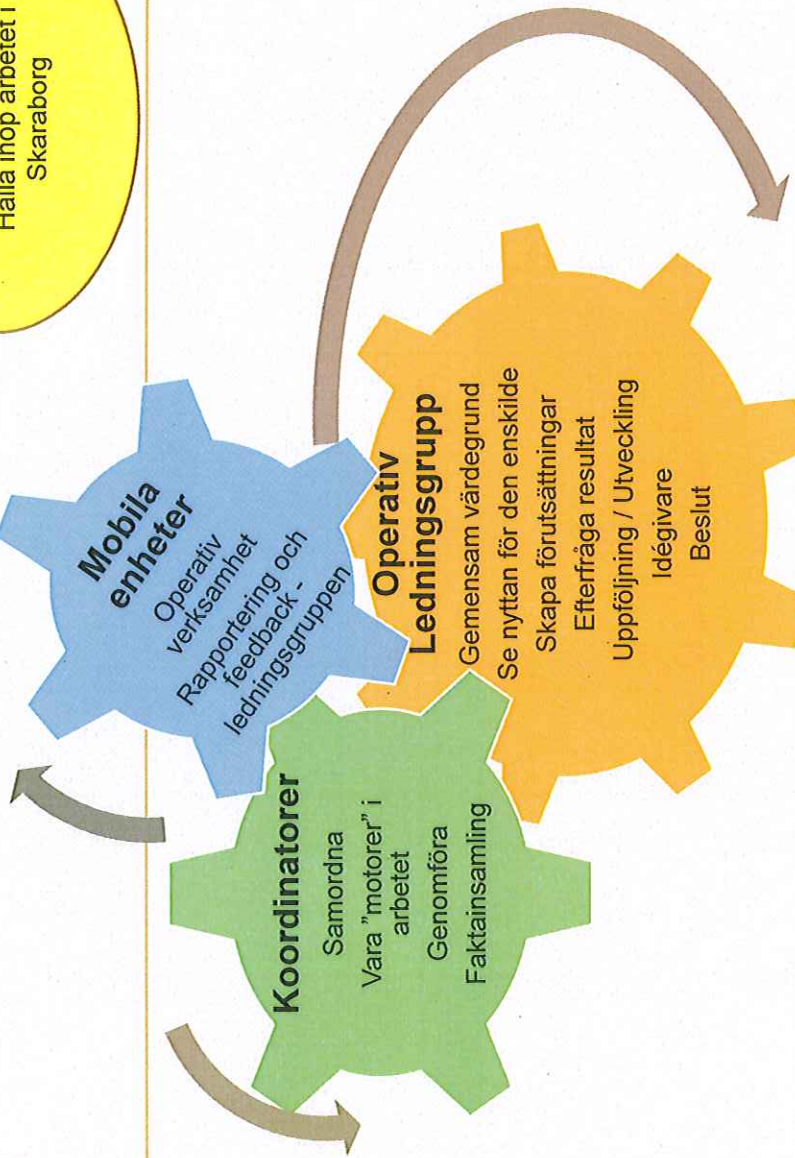 Hålla ihop arbetet i
Skaraborg
Mobila
enheter
Operativ
verksamhet
Rapportering och
feedback -
ledningsgruppen
Koordinatorer
Samordna
Vara "motorer" i
arbetet
Genomföra
Faktainsamling
Operativ
Ledningsgrupp
Gemensam värdegrund
Se nyttan för den enskilde
Skapa förutsättningar
Efterfråga resultat
Uppföljning / Utveckling
Idégivare
Beslut